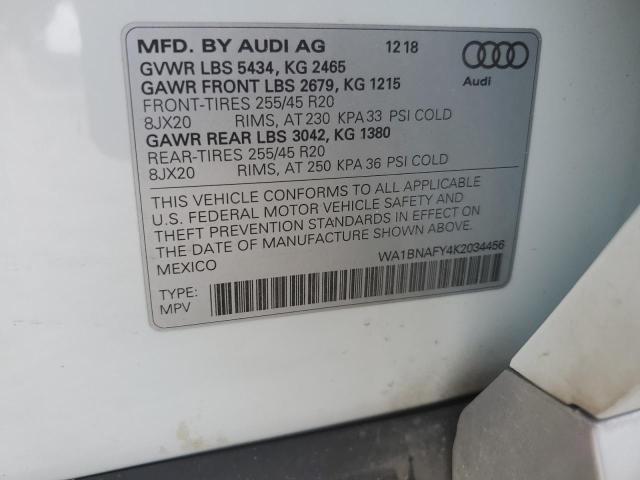 MFD. BY AUDI AG 12 18
GVWR LBS 5434, KG 2465
GAWR FRONT LBS 2679, KG 1215
FRONT-TIRES 255/45 R20
8JX20 RIMS, AT 230 KPA 33 PSI COLD
GAWR REAR LBS 3042, KG 1380
REAR-TIRES 255/45 R20
8JX20 RIMS, AT 250 KPA 36 PSI COLD
Audi
THIS VEHICLE CONFORMS TO ALL APPLICABLE
U.S. FEDERAL MOTOR VEHICLE SAFETY AND
THEFT PREVENTION STANDARDS IN EFFECT ON
THE DATE OF MANUFACTURE SHOWN ABOVE.
MEXICO
WA1BNAFY4K2034456
TYPE:
MPV